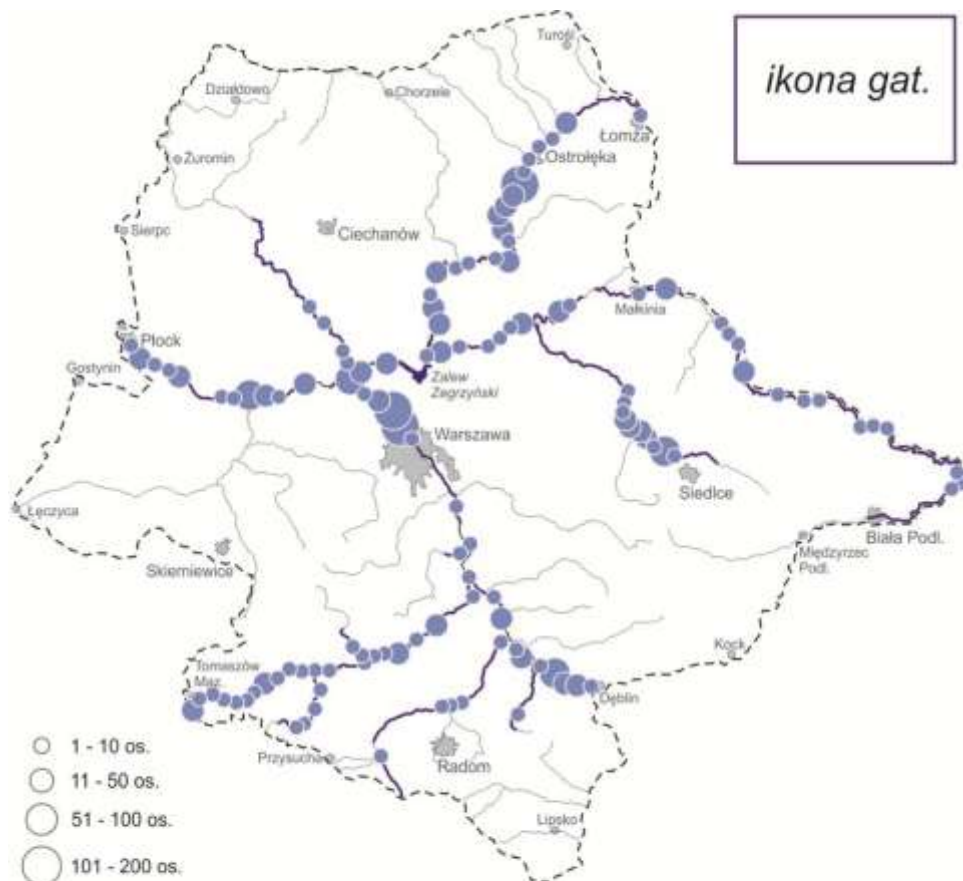 ikona gat.
Turośl
Działdowo
Chorzele
Łomża
Żuromin
Ostrołęka
Sierpc
Ciechanów
Małkinia
Płock
Gostynin
Zalew
Zegrzyński
Warszawa
Siedlce
Łęczyca
Biała Podl.
Skierniewice
Międzyrzec
Podl.
Kock
Tomaszów
Maz.
Dęblin
1 - 10 os.
Przysucha
Radom
11 - 50 os.
51 - 100 os.
Lipsko
101 - 200 os.